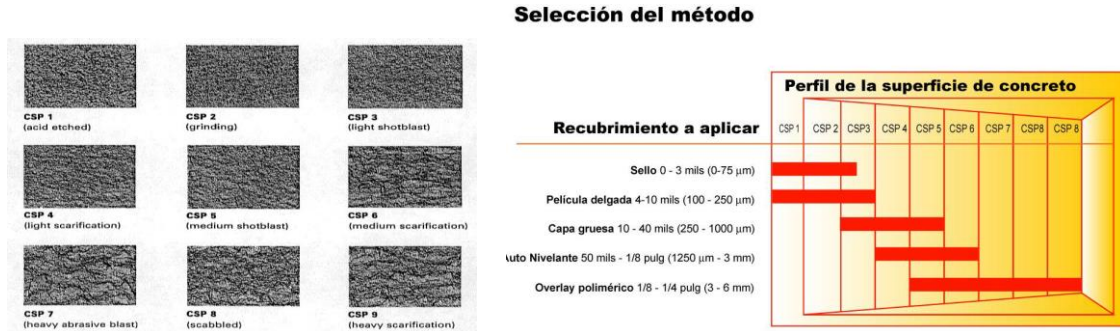 CSP 1
(acid etched)
CSP 2
(grinding)
CSP 3
(light shotblast)
CSP 4
(light scarification)
CSP 5
(medium shotblast)
CSP 6
(medium scarification)
CSP 7
(heavy abrasive blast)
CSP 8
(scabbled)
CSP 9
(heavy scarification)
Selección del método
Perfil de la superficie de concreto
Recubrimiento a aplicar
CSP 1 CSP 2 CSP3 CSP 4 CSP 5 CSP 6 CSP 7 CSP8 CSP 8
Sello 0 - 3 mils (0-75 μm)
Película delgada 4-10 mils (100 - 250 μm)
Capa gruesa 10 - 40 mils (250 - 1000 μm)
uto Nivelante 50 mils - 1/8 pulg (1250 μm - 3 mm)
Overlay polimérico 1/8 - 1/4 pulg (3 - 6 mm)